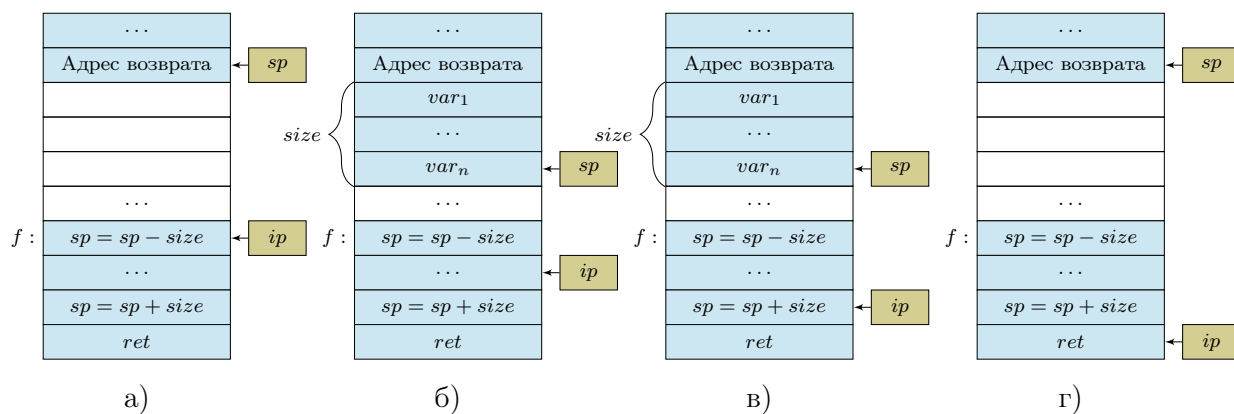 ...
Адрес возврата
sp
...
f :
sp = sp − size
ip
...
sp = sp + size
ret
а)
...
Адрес возврата
var₁
size
...
varₙ
sp
...
f :
sp = sp − size
...
ip
sp = sp + size
ret
б)
...
Адрес возврата
var₁
size
...
varₙ
sp
...
f :
sp = sp − size
...
sp = sp + size
ip
ret
в)
...
Адрес возврата
sp
...
f :
sp = sp − size
...
sp = sp + size
ret
ip
г)